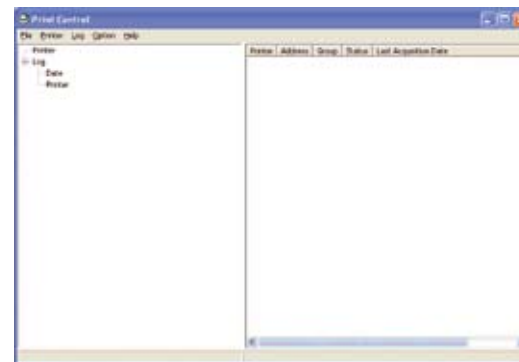 Print Control
File Printer Log Option Help
Printer
Log
Date
Printer
Printer Address Group Status Last Acquisition Date